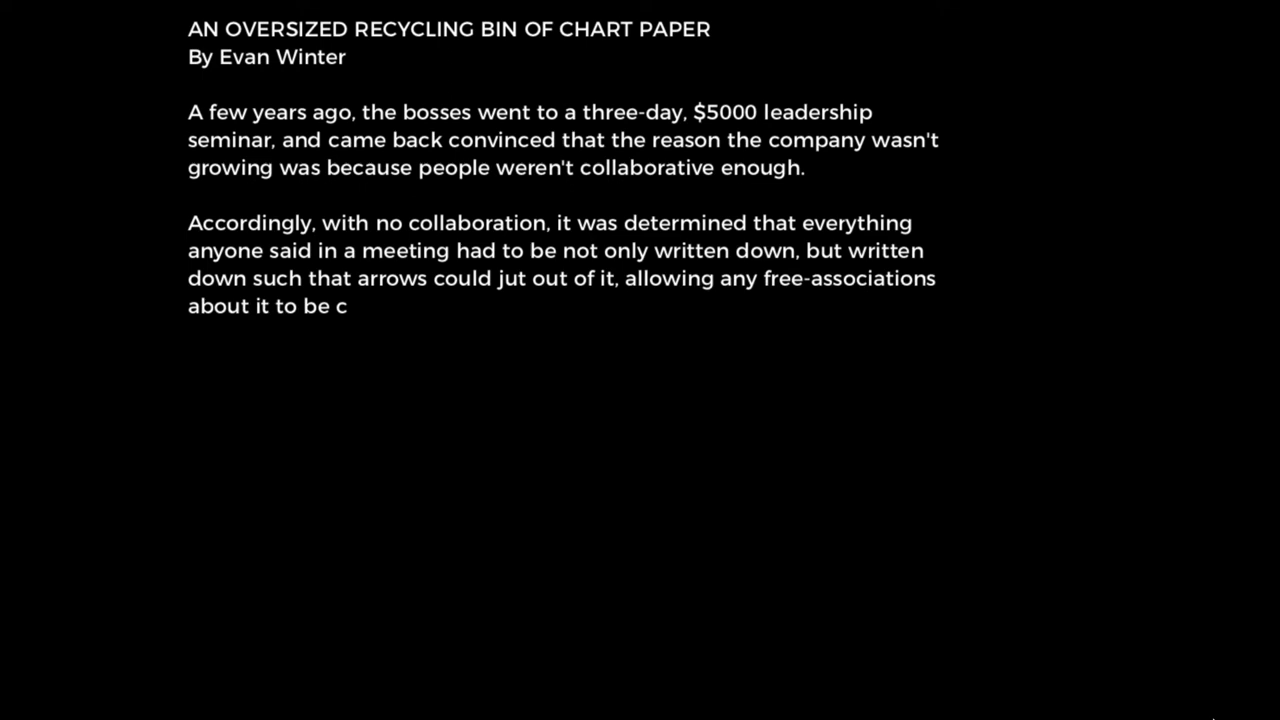 AN OVERSIZED RECYCLING BIN OF CHART PAPER
By Evan Winter
A few years ago, the bosses went to a three-day, $5000 leadership
seminar, and came back convinced that the reason the company wasn't
growing was because people weren't collaborative enough.
Accordingly, with no collaboration, it was determined that everything
anyone said in a meeting had to be not only written down, but written
down such that arrows could jut out of it, allowing any free-associations
about it to be c